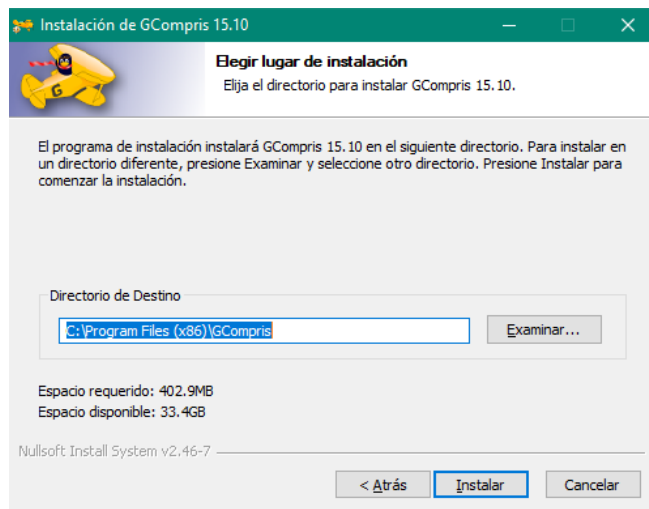 Instalación de GCompris 15.10
Elegir lugar de instalación
Elija el directorio para instalar GCompris 15.10.
G
El programa de instalación instalará GCompris 15.10 en el siguiente directorio. Para instalar en
un directorio diferente, presione Examinar y seleccione otro directorio. Presione Instalar para
comenzar la instalación.
Directorio de Destino
C:\Program Files (x86)\GCompris
Examinar...
Espacio requerido: 402.9MB
Espacio disponible: 33.4GB
Nullsoft Install System v2.46-7
< Atrás
Instalar
Cancelar